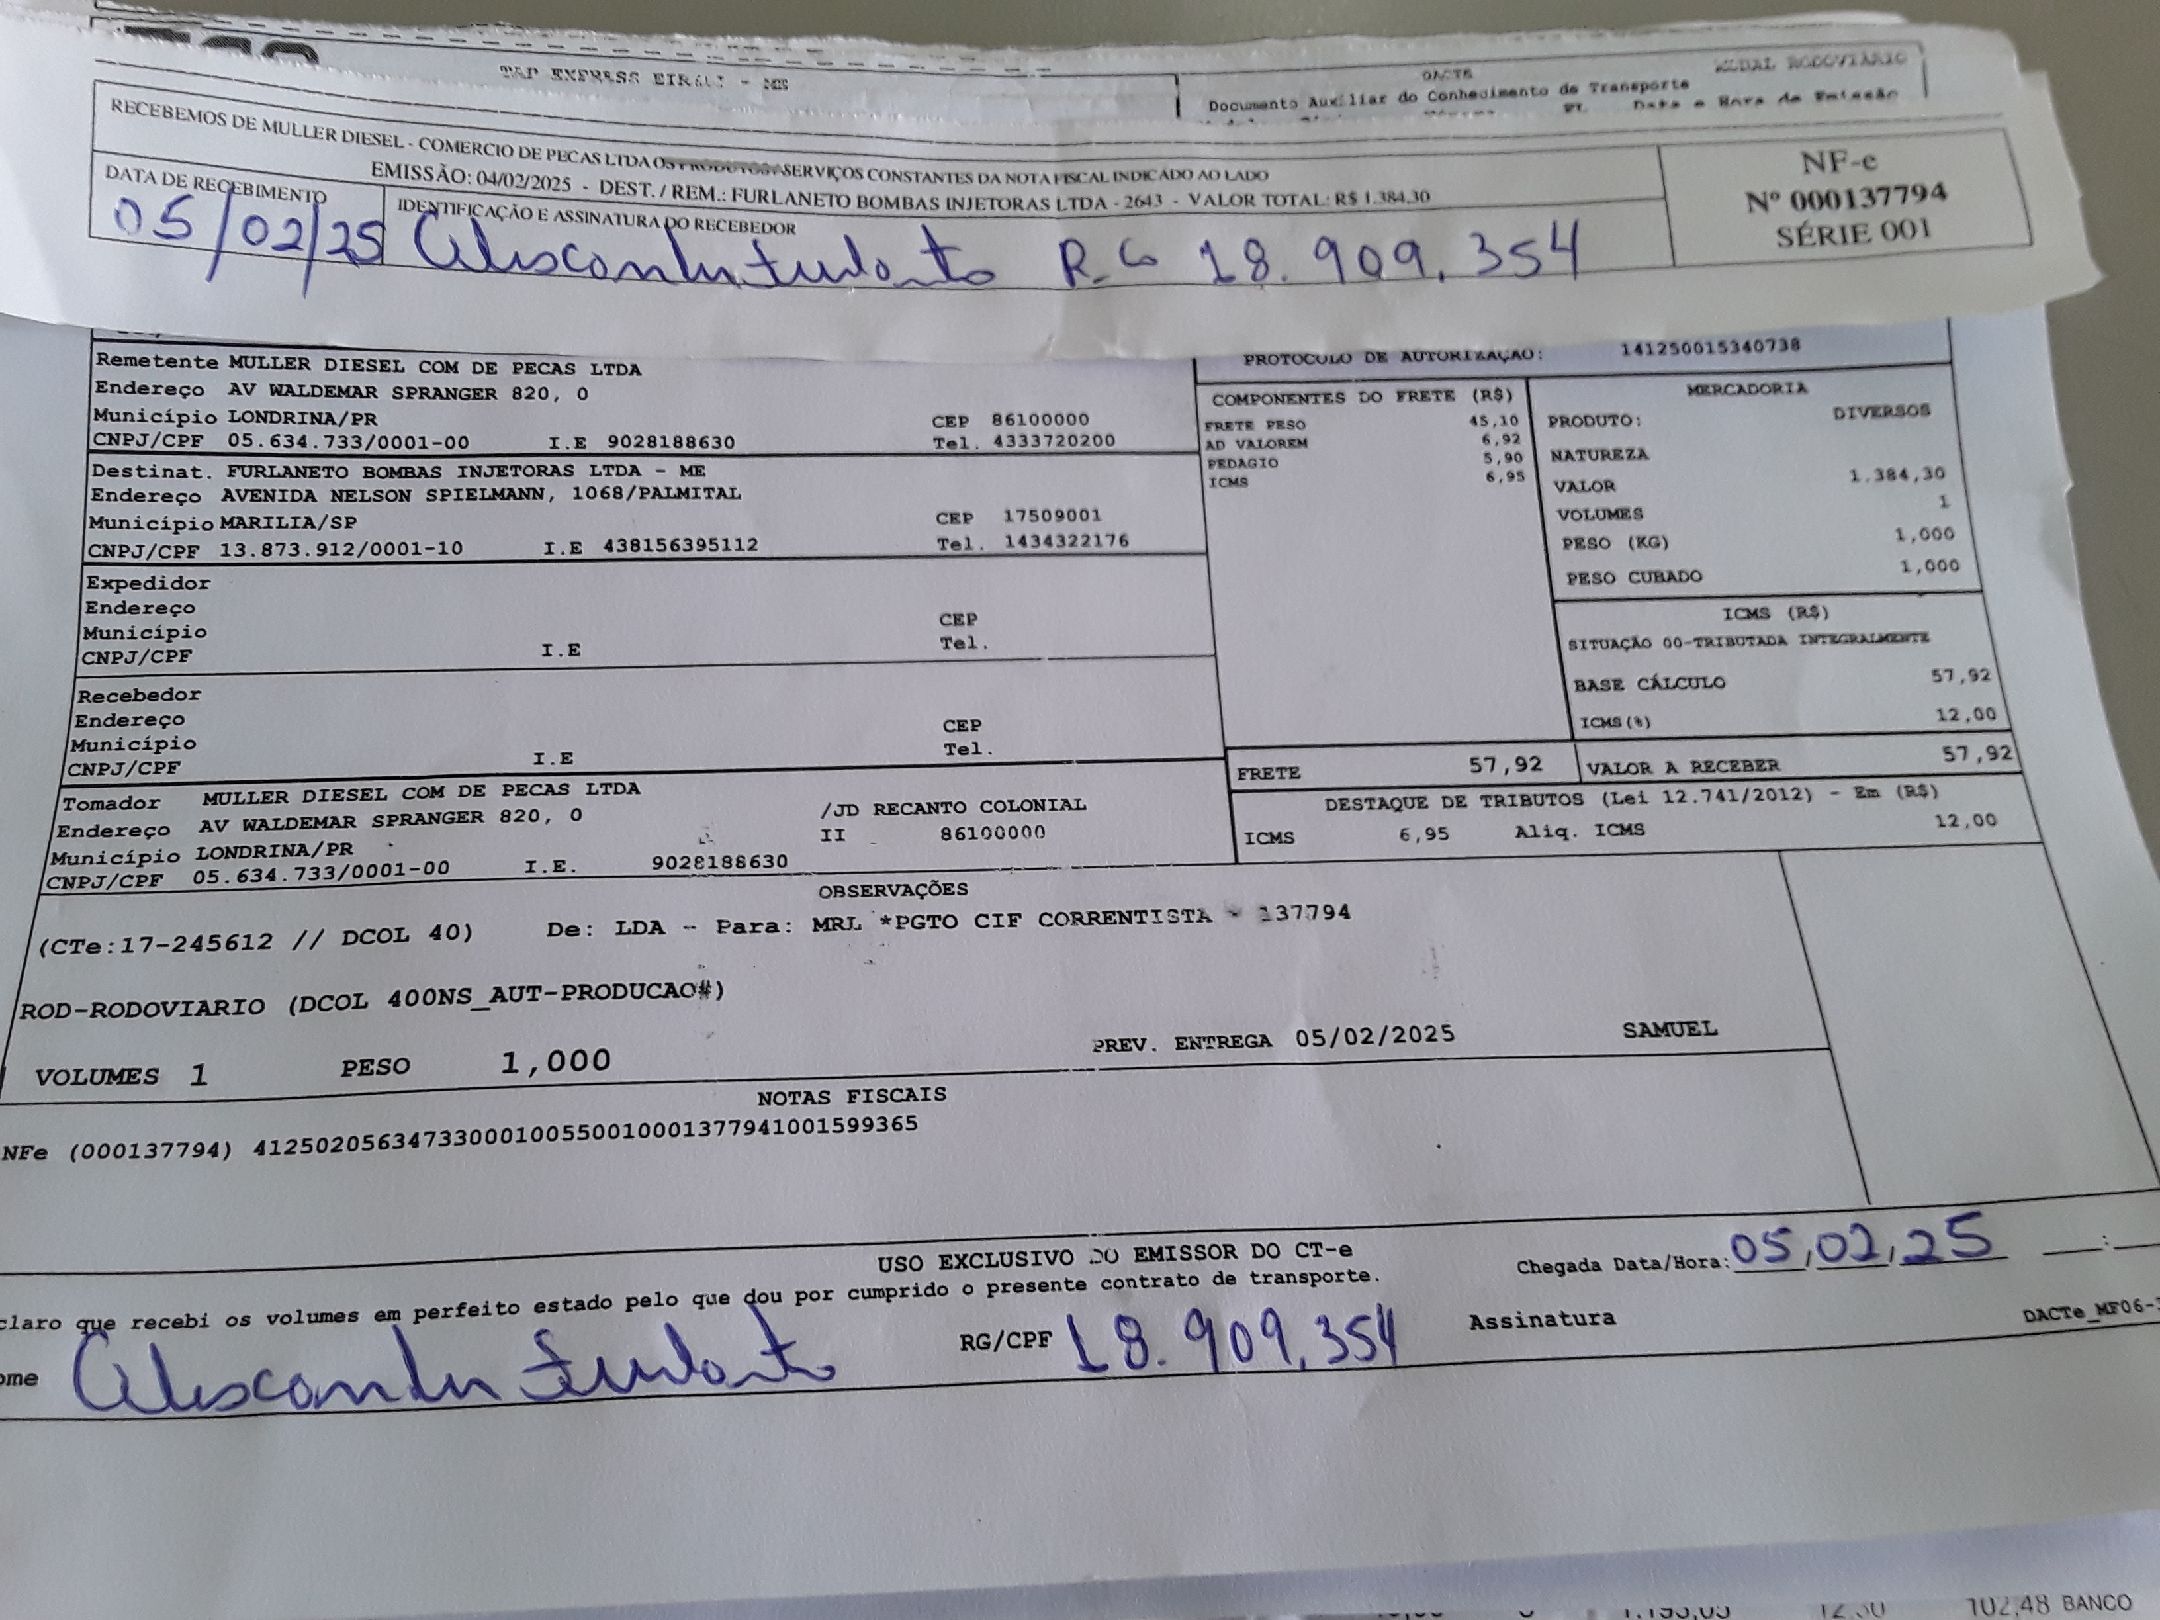 TAP EXPRESS EIRELI - ME
DACTE
MODAL RODOVIÁRIO
Documento Auxiliar do Conhecimento de Transporte
Data e Hora de Emissão
RECEBEMOS DE MULLER DIESEL - COMERCIO DE PECAS LTDA OS PRODUTOS/SERVIÇOS CONSTANTES DA NOTA FISCAL INDICADO AO LADO
EMISSÃO: 04/02/2025 - DEST. / REM.: FURLANETO BOMBAS INJETORAS LTDA - 2643 - VALOR TOTAL: R$ 1.384,30
NF-e
Nº 000137794
SÉRIE 001
DATA DE RECEBIMENTO
05/02/25
IDENTIFICAÇÃO E ASSINATURA DO RECEBEDOR
R.G 18.909.354
PROTOCOLO DE AUTORIZAÇÃO: 141250015340738
Remetente MULLER DIESEL COM DE PECAS LTDA
Endereço AV WALDEMAR SPRANGER 820, 0
Município LONDRINA/PR CEP 86100000
CNPJ/CPF 05.634.733/0001-00 I.E 9028188630 Tel. 4333720200
Destinat. FURLANETO BOMBAS INJETORAS LTDA - ME
Endereço AVENIDA NELSON SPIELMANN, 1068/PALMITAL
Município MARILIA/SP CEP 17509001
CNPJ/CPF 13.873.912/0001-10 I.E 438156395112 Tel. 1434322176
Expedidor
Endereço
Município CEP
CNPJ/CPF I.E Tel.
Recebedor
Endereço
Município CEP
CNPJ/CPF I.E Tel.
Tomador MULLER DIESEL COM DE PECAS LTDA
Endereço AV WALDEMAR SPRANGER 820, 0 /JD RECANTO COLONIAL
Município LONDRINA/PR II 86100000
CNPJ/CPF 05.634.733/0001-00 I.E. 9028188630
COMPONENTES DO FRETE (R$)
FRETE PESO 45,10
AD VALOREM 6,92
PEDAGIO 5,90
ICMS 6,95
MERCADORIA
PRODUTO: DIVERSOS
NATUREZA
VALOR 1.384,30
VOLUMES 1
PESO (KG) 1,000
PESO CUBADO 1,000
ICMS (R$)
SITUAÇÃO 00-TRIBUTADA INTEGRALMENTE
BASE CÁLCULO 57,92
ICMS(%) 12,00
FRETE 57,92 VALOR A RECEBER 57,92
DESTAQUE DE TRIBUTOS (Lei 12.741/2012) - Em (R$)
ICMS 6,95 Aliq. ICMS 12,00
OBSERVAÇÕES
(CTe:17-245612 // DCOL 40) De: LDA - Para: MRL *PGTO CIF CORRENTISTA - 137794
ROD-RODOVIARIO (DCOL 400NS_AUT-PRODUCAO#)
VOLUMES 1 PESO 1,000 PREV. ENTREGA 05/02/2025 SAMUEL
NOTAS FISCAIS
NFe (000137794) 41250205634733000100550010001377941001599365
USO EXCLUSIVO DO EMISSOR DO CT-e
claro que recebi os volumes em perfeito estado pelo que dou por cumprido o presente contrato de transporte.
Chegada Data/Hora: 05,02,25 __:__
ome RG/CPF 18.909.354 Assinatura
DACTe_MF06-
102,48 BANCO